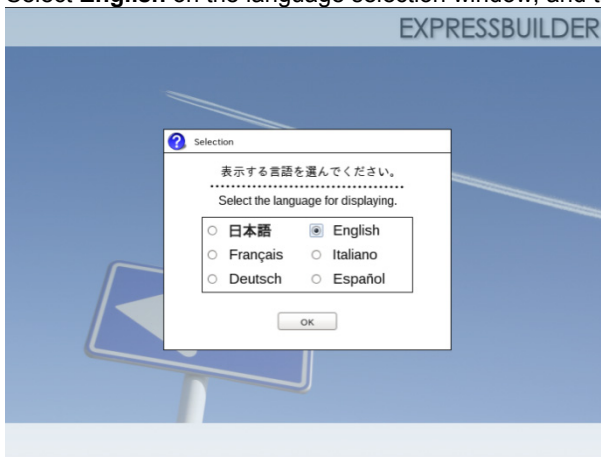 Select English on the language selection window, and
EXPRESSBUILDER
Selection
表示する言語を選んでください。
Select the language for displaying.
日本語 English
Français Italiano
Deutsch Español
OK